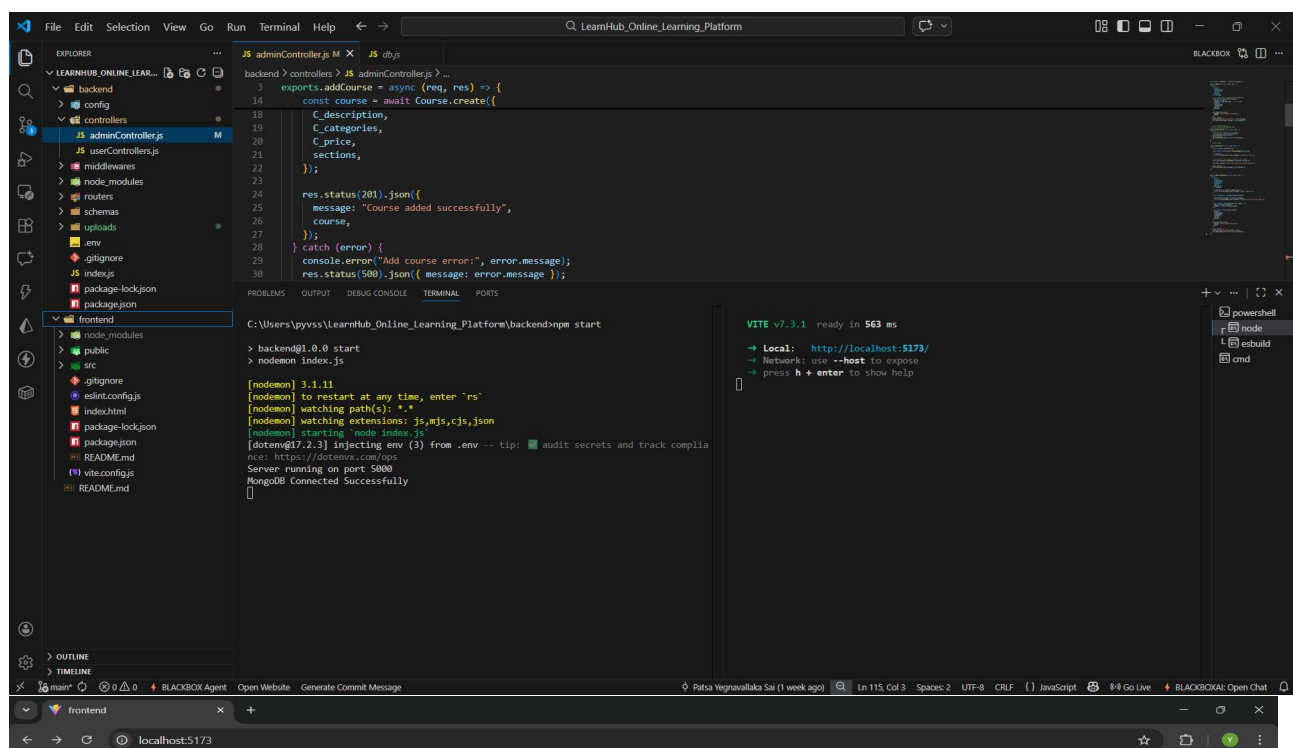 File Edit Selection View Go Run Terminal Help
LearnHub_Online_Learning_Platform
EXPLORER
LEARNHUB_ONLINE_LEAR...
backend
config
controllers
JS adminController.js M
JS userControllers.js
middlewares
node_modules
routers
schemas
uploads
.env
.gitignore
JS index.js
package-lock.json
package.json
frontend
node_modules
public
src
.gitignore
eslint.config.js
index.html
package-lock.json
package.json
README.md
vite.config.js
README.md
OUTLINE
TIMELINE
JS adminController.js M JS db.js
BLACKBOX
backend > controllers > JS adminController.js > ...
3 exports.addCourse = async (req, res) => {
14 const course = await Course.create({
18 C_description,
19 C_categories,
20 C_price,
21 sections,
22 });
23
24 res.status(201).json({
25 message: "Course added successfully",
26 course,
27 });
28 } catch (error) {
29 console.error("Add course error:", error.message);
30 res.status(500).json({ message: error.message });
PROBLEMS OUTPUT DEBUG CONSOLE TERMINAL PORTS
C:\Users\pyvss\LearnHub_Online_Learning_Platform\backend>npm start
> backend@1.0.0 start
> nodemon index.js
[nodemon] 3.1.11
[nodemon] to restart at any time, enter `rs`
[nodemon] watching path(s): *.*
[nodemon] watching extensions: js,mjs,cjs,json
[nodemon] starting `node index.js`
[dotenv@17.2.3] injecting env (3) from .env -- tip: ✅ audit secrets and track complia
nce: https://dotenvx.com/ops
Server running on port 5000
MongoDB Connected Successfully
VITE v7.3.1 ready in 563 ms
➜ Local: http://localhost:5173/
➜ Network: use --host to expose
➜ press h + enter to show help
powershell
node
esbuild
cmd
main* 0 0 BLACKBOX Agent Open Website Generate Commit Message Patsa Yegnavallaka Sai (1 week ago) Ln 115, Col 3 Spaces: 2 UTF-8 CRLF {} JavaScript Go Live BLACKBOXAI: Open Chat
frontend
localhost:5173
Y